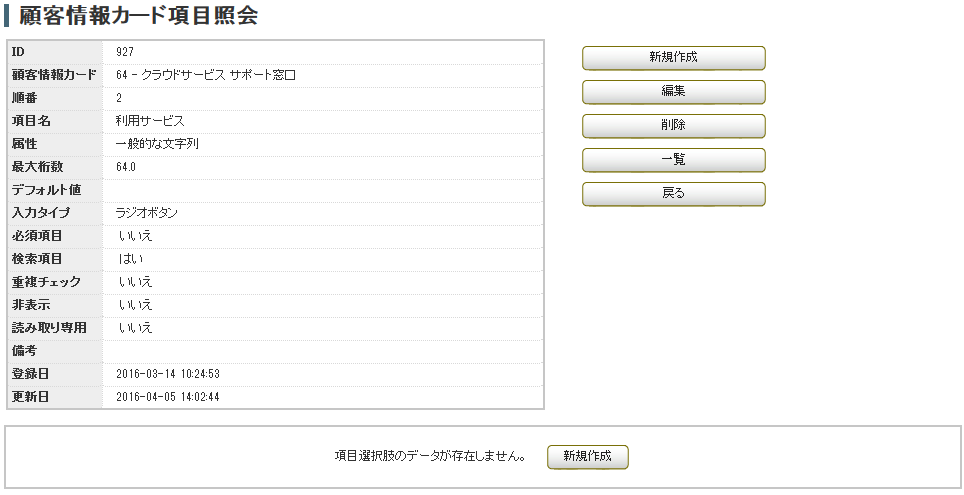 顧客情報カード項目照会
ID 927
顧客情報カード 64 - クラウドサービス サポート窓口
順番 2
項目名 利用サービス
属性 一般的な文字列
最大桁数 64.0
デフォルト値
入力タイプ ラジオボタン
必須項目 いいえ
検索項目 はい
重複チェック いいえ
非表示 いいえ
読み取り専用 いいえ
備考
登録日 2016-03-14 10:24:53
更新日 2016-04-05 14:02:44
新規作成
編集
削除
一覧
戻る
項目選択肢のデータが存在しません。 新規作成